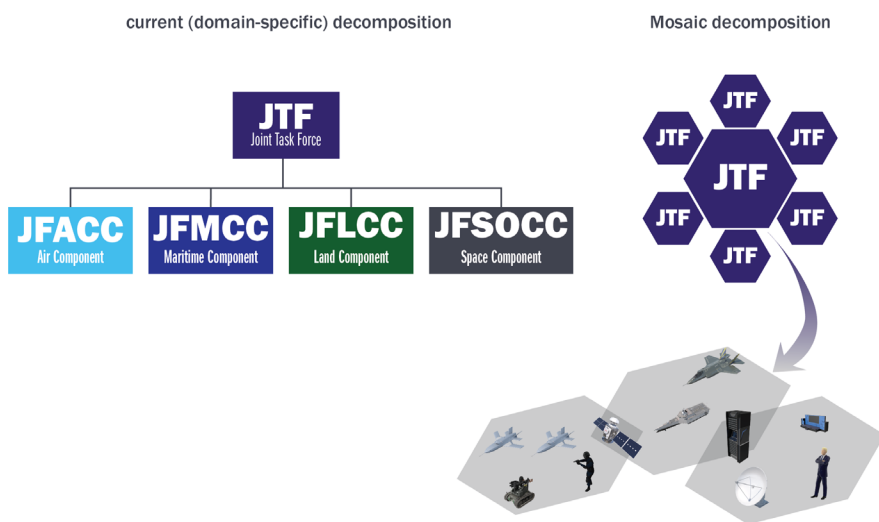 current (domain-specific) decomposition
Mosaic decomposition
JTF
Joint Task Force
JFACC
Air Component
JFMCC
Maritime Component
JFLCC
Land Component
JFSOCC
Space Component
JTF
JTF
JTF
JTF
JTF
JTF
JTF